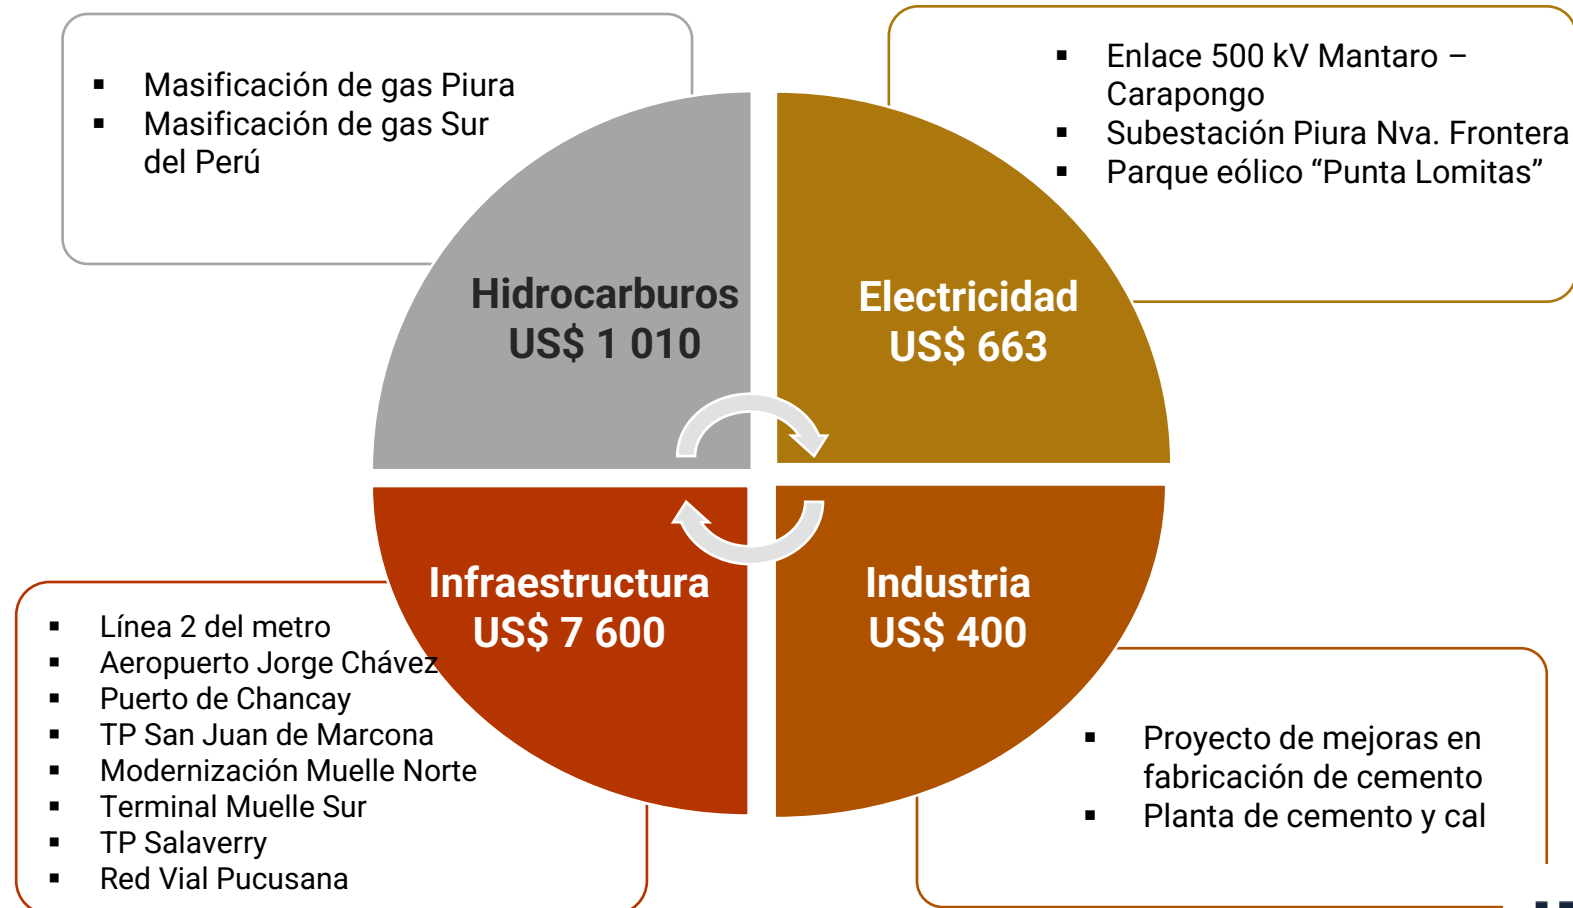 ▪ Masificación de gas Piura
▪ Masificación de gas Sur
del Perú
▪ Enlace 500 kV Mantaro –
Carapongo
▪ Subestación Piura Nva. Frontera
▪ Parque eólico “Punta Lomitas”
Hidrocarburos
US$ 1 010
Electricidad
US$ 663
Infraestructura
US$ 7 600
Industria
US$ 400
▪ Línea 2 del metro
▪ Aeropuerto Jorge Chávez
▪ Puerto de Chancay
▪ TP San Juan de Marcona
▪ Modernización Muelle Norte
▪ Terminal Muelle Sur
▪ TP Salaverry
▪ Red Vial Pucusana
▪ Proyecto de mejoras en
fabricación de cemento
▪ Planta de cemento y cal